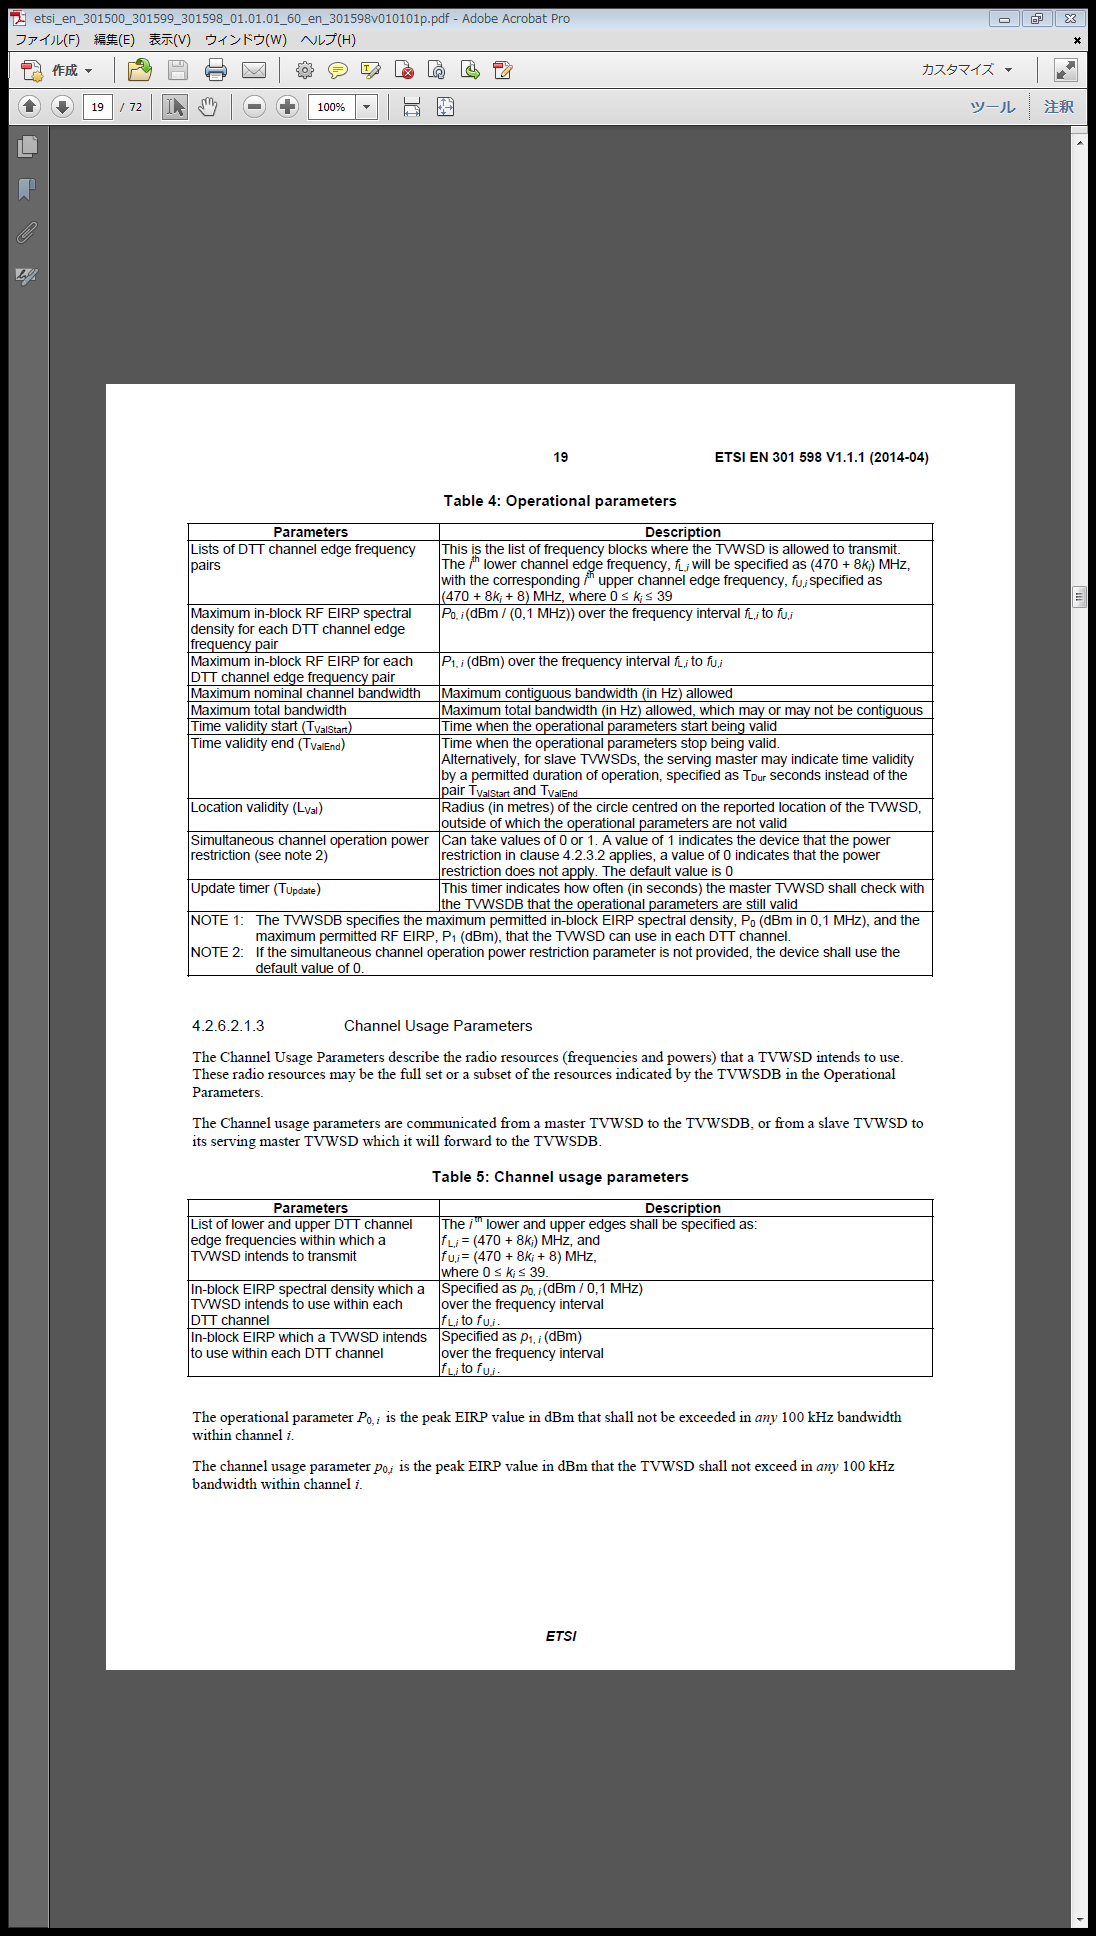 etsi_en_301500_301599_301598_01.01.01_60_en_301598v010101p.pdf - Adobe Acrobat Pro
ファイル(F) 編集(E) 表示(V) ウィンドウ(W) ヘルプ(H)
作成 カスタマイズ
19 / 72 100% ツール 注釈
19 ETSI EN 301 598 V1.1.1 (2014-04)
Table 4: Operational parameters
Parameters Description
Lists of DTT channel edge frequency
pairs
This is the list of frequency blocks where the TVWSD is allowed to transmit.
The i th lower channel edge frequency, fL,i will be specified as (470 + 8ki) MHz,
with the corresponding i th upper channel edge frequency, fU,i specified as
(470 + 8ki + 8) MHz, where 0 ≤ ki ≤ 39
Maximum in-block RF EIRP spectral
density for each DTT channel edge
frequency pair
P0, i (dBm / (0,1 MHz)) over the frequency interval fL,i to fU,i
Maximum in-block RF EIRP for each
DTT channel edge frequency pair
P1, i (dBm) over the frequency interval fL,i to fU,i
Maximum nominal channel bandwidth Maximum contiguous bandwidth (in Hz) allowed
Maximum total bandwidth Maximum total bandwidth (in Hz) allowed, which may or may not be contiguous
Time validity start (TValStart) Time when the operational parameters start being valid
Time validity end (TValEnd) Time when the operational parameters stop being valid.
Alternatively, for slave TVWSDs, the serving master may indicate time validity
by a permitted duration of operation, specified as TDur seconds instead of the
pair TValStart and TValEnd
Location validity (LVal) Radius (in metres) of the circle centred on the reported location of the TVWSD,
outside of which the operational parameters are not valid
Simultaneous channel operation power
restriction (see note 2)
Can take values of 0 or 1. A value of 1 indicates the device that the power
restriction in clause 4.2.3.2 applies, a value of 0 indicates that the power
restriction does not apply. The default value is 0
Update timer (TUpdate) This timer indicates how often (in seconds) the master TVWSD shall check with
the TVWSDB that the operational parameters are still valid
NOTE 1: The TVWSDB specifies the maximum permitted in-block EIRP spectral density, P0 (dBm in 0,1 MHz), and the
maximum permitted RF EIRP, P1 (dBm), that the TVWSD can use in each DTT channel.
NOTE 2: If the simultaneous channel operation power restriction parameter is not provided, the device shall use the
default value of 0.
4.2.6.2.1.3 Channel Usage Parameters
The Channel Usage Parameters describe the radio resources (frequencies and powers) that a TVWSD intends to use.
These radio resources may be the full set or a subset of the resources indicated by the TVWSDB in the Operational
Parameters.
The Channel usage parameters are communicated from a master TVWSD to the TVWSDB, or from a slave TVWSD to
its serving master TVWSD which it will forward to the TVWSDB.
Table 5: Channel usage parameters
Parameters Description
List of lower and upper DTT channel
edge frequencies within which a
TVWSD intends to transmit
The i th lower and upper edges shall be specified as:
f L,i = (470 + 8ki) MHz, and
f U,i = (470 + 8ki + 8) MHz,
where 0 ≤ ki ≤ 39.
In-block EIRP spectral density which a
TVWSD intends to use within each
DTT channel
Specified as p0, i (dBm / 0,1 MHz)
over the frequency interval
f L,i to f U,i .
In-block EIRP which a TVWSD intends
to use within each DTT channel
Specified as p1, i (dBm)
over the frequency interval
f L,i to f U,i .
The operational parameter P0, i is the peak EIRP value in dBm that shall not be exceeded in any 100 kHz bandwidth
within channel i.
The channel usage parameter p0,i is the peak EIRP value in dBm that the TVWSD shall not exceed in any 100 kHz
bandwidth within channel i.
ETSI